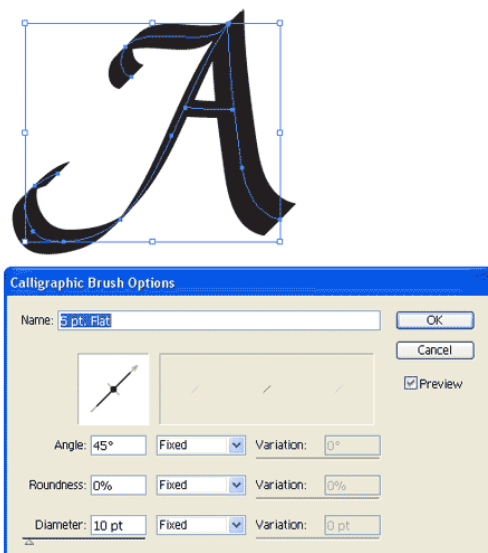 A
Calligraphic Brush Options
Name: 5 pt. Flat
OK
Cancel
Preview
Angle: 45° Fixed Variation: 0°
Roundness: 0% Fixed Variation: 0%
Diameter: 10 pt Fixed Variation: 0 pt